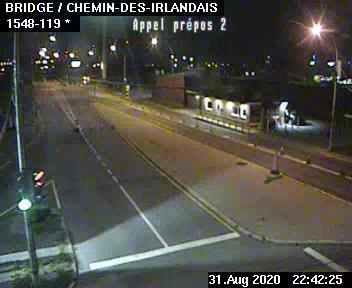 BRIDGE / CHEMIN-DES-IRLANDAIS
1548-119 *
Appel prépos 2
31.Aug 2020 22:42:25